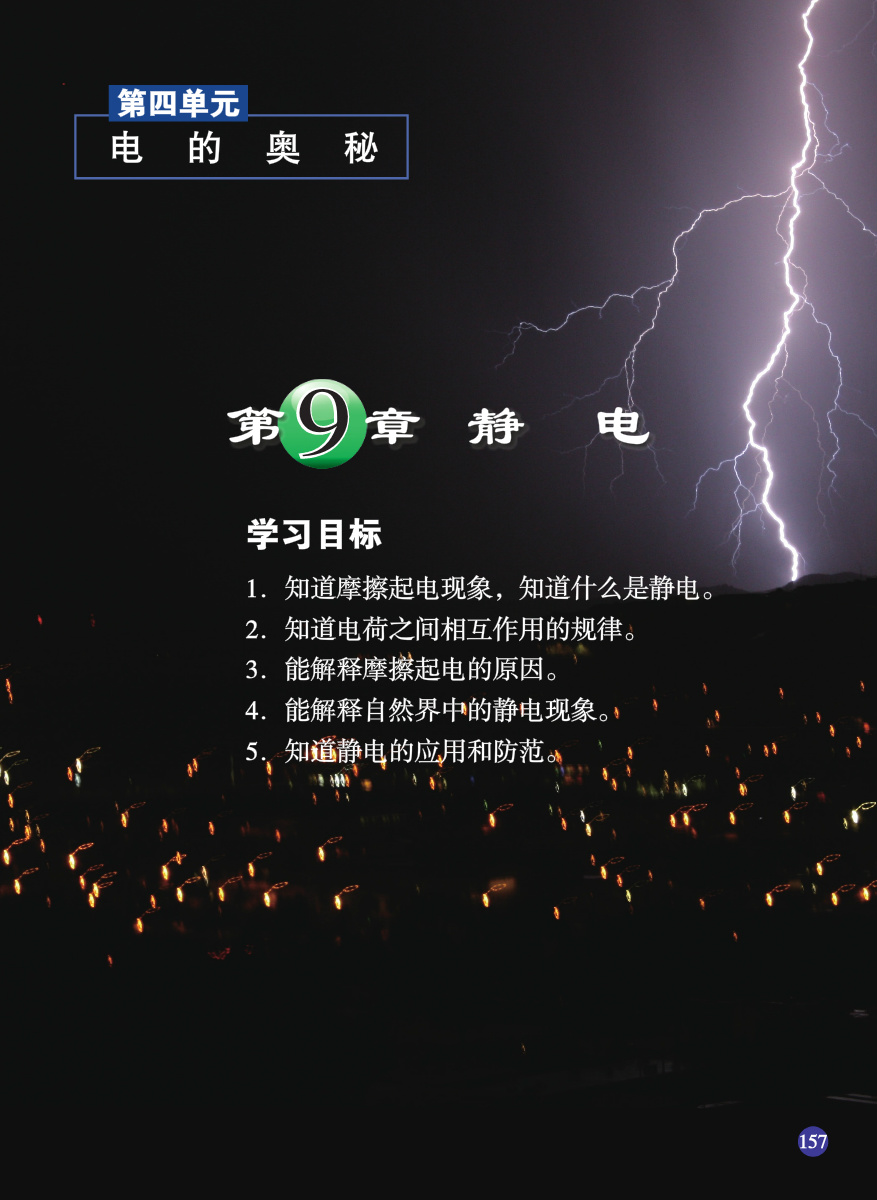 第四单元
电的奥秘
第9章 静电
学习目标
1. 知道摩擦起电现象，知道什么是静电。
2. 知道电荷之间相互作用的规律。
3. 能解释摩擦起电的原因。
4. 能解释自然界中的静电现象。
5. 知道静电的应用和防范。
157